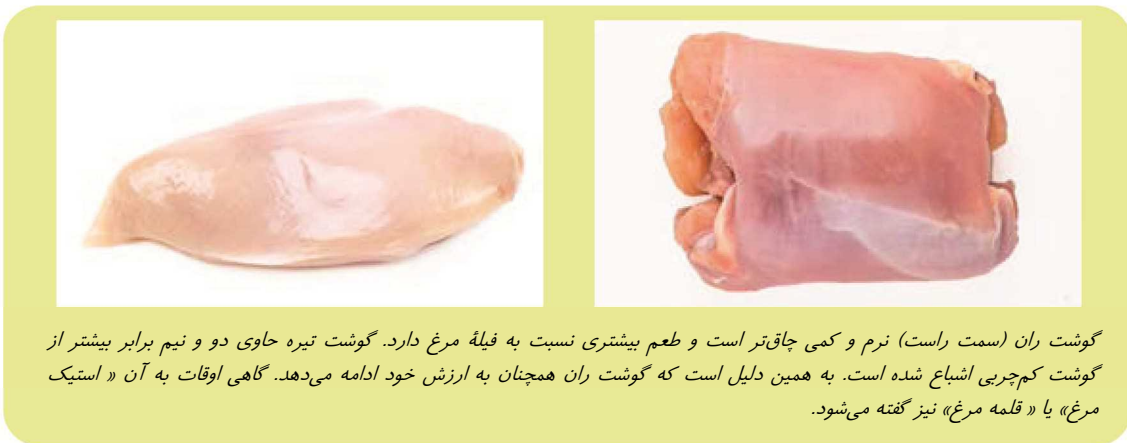 گوشت ران (سمت راست) نرم و کمی چاق‌تر است و طعم بیشتری نسبت به فیلهٔ مرغ دارد. گوشت تیره حاوی دو و نیم برابر بیشتر از
گوشت کم‌چربی اشباع شده است. به همین دلیل است که گوشت ران همچنان به ارزش خود ادامه می‌دهد. گاهی اوقات به آن « استیک
مرغ» یا « قلمه مرغ» نیز گفته می‌شود.